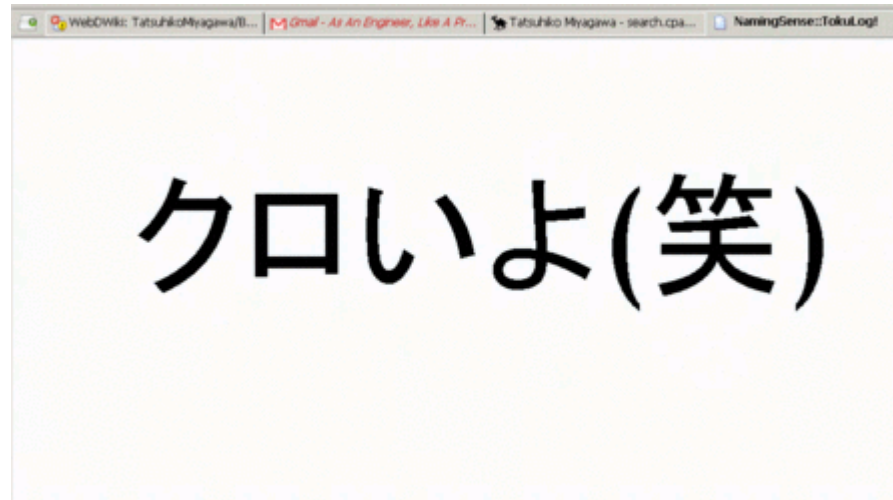 WebDWiki: TatsuhikoMiyagawa/B... Gmail - As An Engineer, Like A Pr... Tatsuhiko Miyagawa - search.cpa... NamingSense::TokuLog!
クロいよ(笑)